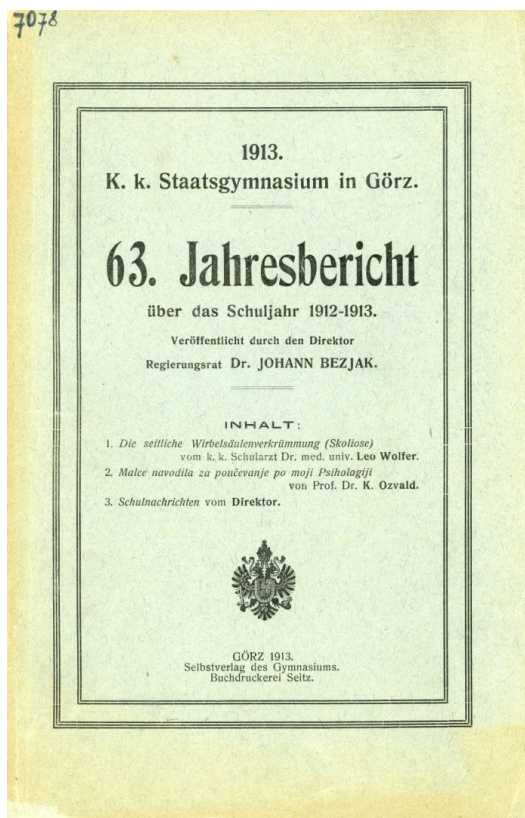 7078
1913.
K. k. Staatsgymnasium in Görz.
63. Jahresbericht
über das Schuljahr 1912-1913.
Veröffentlicht durch den Direktor
Regierungsrat Dr. JOHANN BEZJAK.
INHALT:
1. Die seitliche Wirbelsäulenverkrümmung (Skoliose)
vom k. k. Schularzt Dr. med. univ. Leo Wolfer.
2. Malce navodila za poučevanje po moji Psihologiji
von Prof. Dr. K. Ozvald.
3. Schulnachrichten vom Direktor.
GÖRZ 1913.
Selbstverlag des Gymnasiums.
Buchdruckerei Seitz.